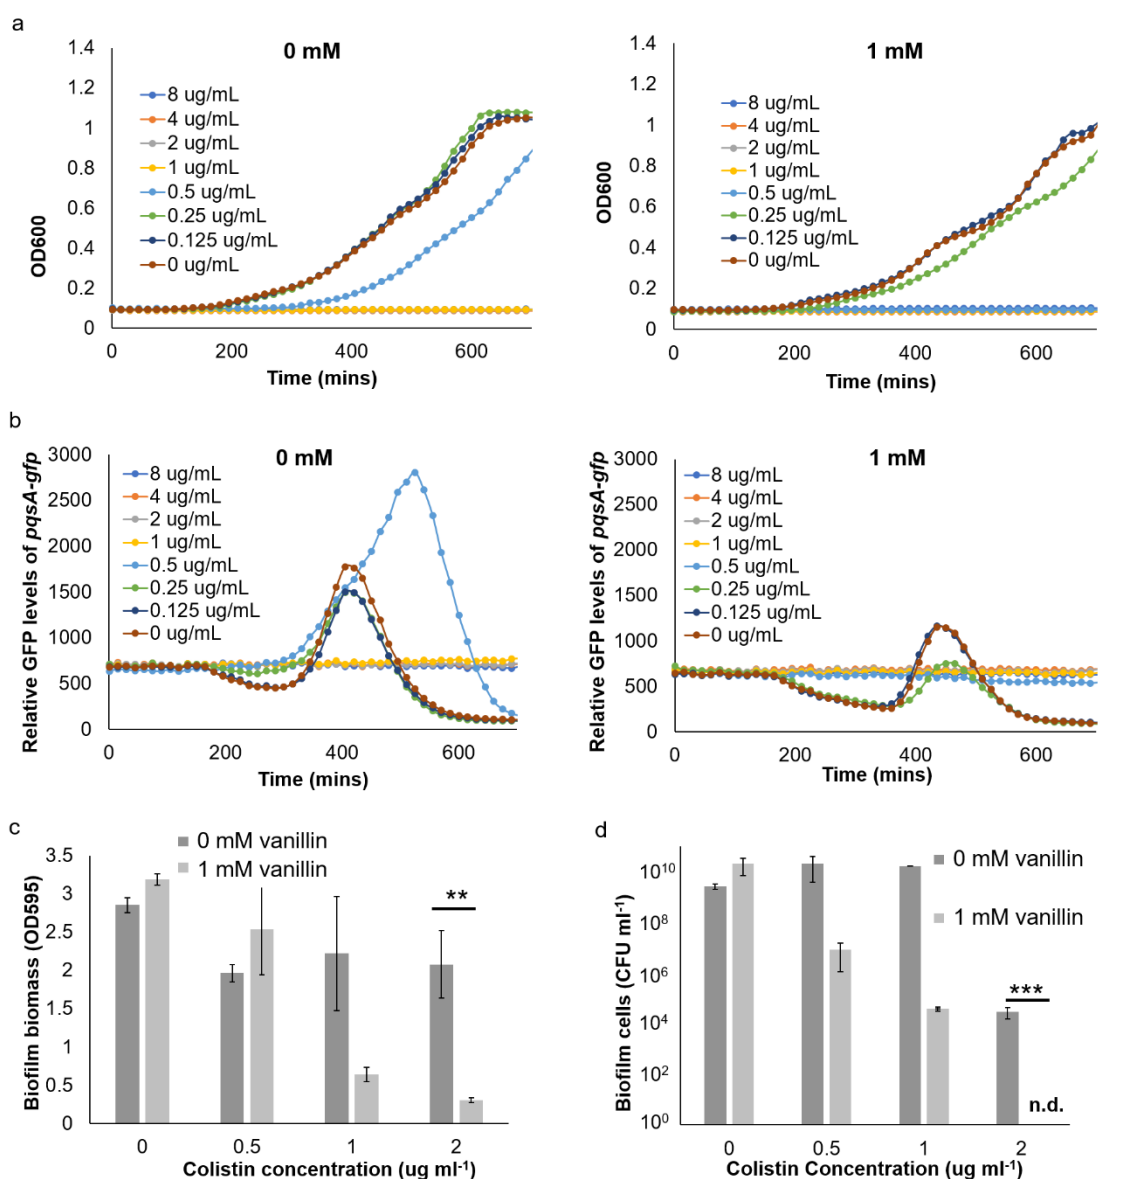 a
0 mM
1.4
1.2
1
0.8
0.6
0.4
0.2
0
OD600
8 ug/mL
4 ug/mL
2 ug/mL
1 ug/mL
0.5 ug/mL
0.25 ug/mL
0.125 ug/mL
0 ug/mL
0 200 400 600
Time (mins)
1 mM
1.4
1.2
1
0.8
0.6
0.4
0.2
0
OD600
8 ug/mL
4 ug/mL
2 ug/mL
1 ug/mL
0.5 ug/mL
0.25 ug/mL
0.125 ug/mL
0 ug/mL
0 200 400 600
Time (mins)
b
0 mM
3000
2500
2000
1500
1000
500
0
Relative GFP levels of pqsA-gfp
8 ug/mL
4 ug/mL
2 ug/mL
1 ug/mL
0.5 ug/mL
0.25 ug/mL
0.125 ug/mL
0 ug/mL
0 200 400 600
Time (mins)
1 mM
3000
2500
2000
1500
1000
500
0
Relative GFP levels of pqsA-gfp
8 ug/mL
4 ug/mL
2 ug/mL
1 ug/mL
0.5 ug/mL
0.25 ug/mL
0.125 ug/mL
0 ug/mL
0 200 400 600
Time (mins)
c
0 mM vanillin
1 mM vanillin
3.5
3
2.5
2
1.5
1
0.5
0
Biofilm biomass (OD595)
**
0 0.5 1 2
Colistin concentration (ug ml⁻¹)
d
0 mM vanillin
1 mM vanillin
10¹⁰
10⁸
10⁶
10⁴
10²
10⁰
Biofilm cells (CFU ml⁻¹)
***
n.d.
0 0.5 1 2
Colistin Concentration (ug ml⁻¹)